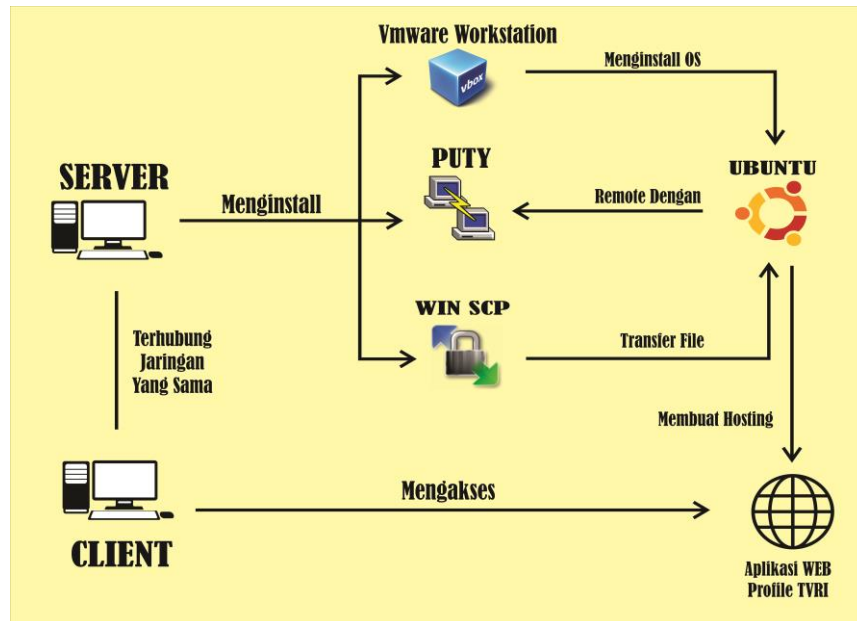 Vmware Workstation
vbox
Menginstall OS
PUTY
UBUNTU
SERVER
Menginstall
Remote Dengan
WIN SCP
Terhubung
Jaringan
Yang Sama
Transfer File
Membuat Hosting
Mengakses
CLIENT
Aplikasi WEB
Profile TVRI